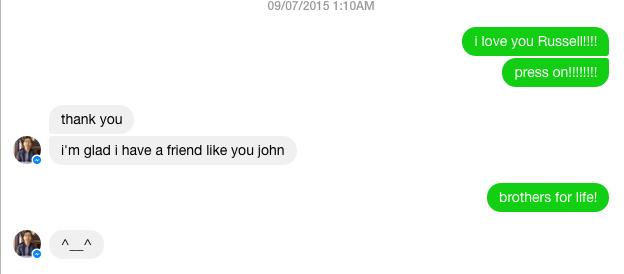 09/07/2015 1:10AM
i love you Russell!!!!
press on!!!!!!!!
thank you
i'm glad i have a friend like you john
brothers for life!
^__^